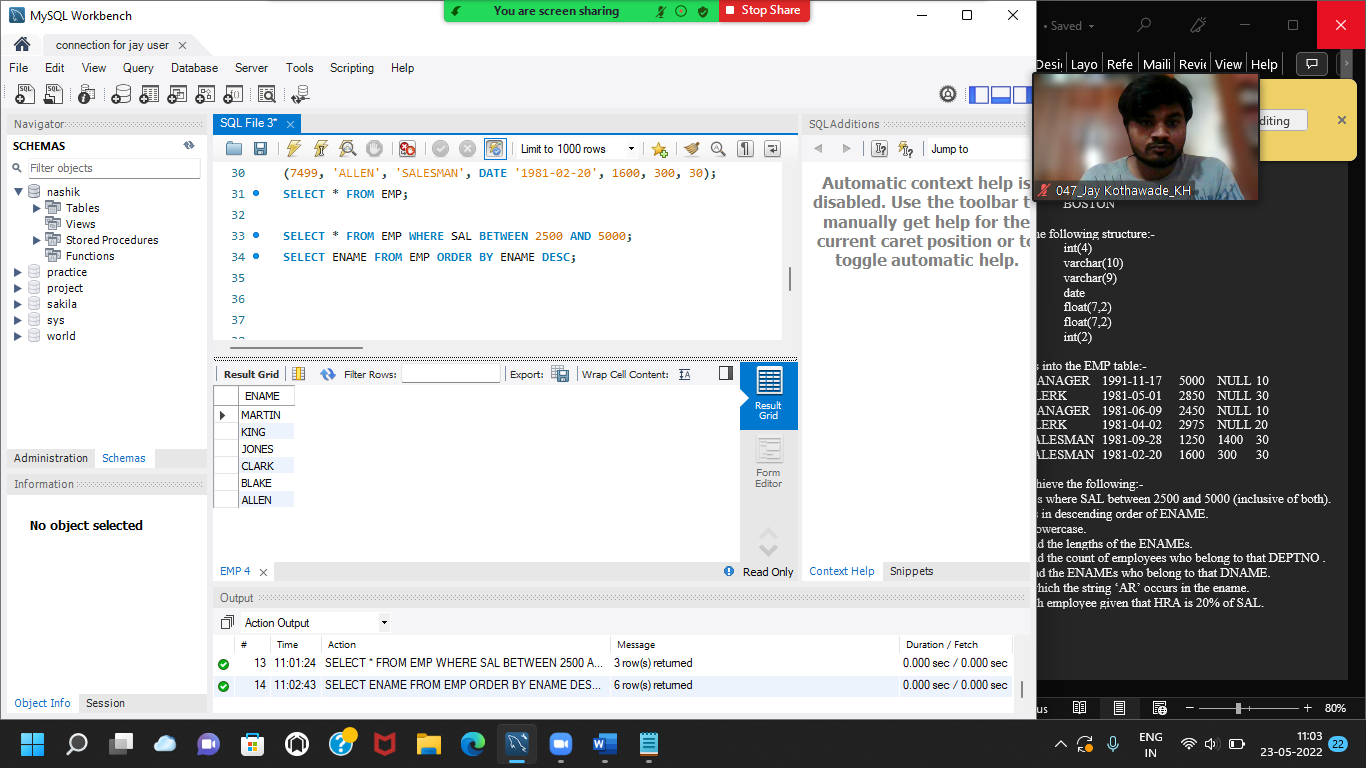 MySQL Workbench
You are screen sharing
Stop Share
connection for jay user
File Edit View Query Database Server Tools Scripting Help
Navigator
SCHEMAS
Filter objects
nashik
Tables
Views
Stored Procedures
Functions
practice
project
sakila
sys
world
Administration Schemas
Information
No object selected
Object Info Session
SQL File 3*
Limit to 1000 rows
30 (7499, 'ALLEN', 'SALESMAN', DATE '1981-02-20', 1600, 300, 30);
31 SELECT * FROM EMP;
32
33 SELECT * FROM EMP WHERE SAL BETWEEN 2500 AND 5000;
34 SELECT ENAME FROM EMP ORDER BY ENAME DESC;
35
36
37
Result Grid Filter Rows: Export: Wrap Cell Content:
ENAME
MARTIN
KING
JONES
CLARK
BLAKE
ALLEN
Result
Grid
Form
Editor
EMP 4
Read Only
SQLAdditions
Jump to
Automatic context help is
disabled. Use the toolbar t
manually get help for the
current caret position or to
toggle automatic help.
Context Help Snippets
Output
Action Output
# Time Action Message Duration / Fetch
13 11:01:24 SELECT * FROM EMP WHERE SAL BETWEEN 2500 A... 3 row(s) returned 0.000 sec / 0.000 sec
14 11:02:43 SELECT ENAME FROM EMP ORDER BY ENAME DES... 6 row(s) returned 0.000 sec / 0.000 sec
• Saved
Desi Layo Refe Maili Revie View Help
diting
047_Jay Kothawade_KH
BOSTON
he following structure:-
int(4)
varchar(10)
varchar(9)
date
float(7,2)
float(7,2)
int(2)
s into the EMP table:-
ANAGER 1991-11-17 5000 NULL 10
LERK 1981-05-01 2850 NULL 30
ANAGER 1981-06-09 2450 NULL 10
LERK 1981-04-02 2975 NULL 20
ALESMAN 1981-09-28 1250 1400 30
ALESMAN 1981-02-20 1600 300 30
hieve the following:-
s where SAL between 2500 and 5000 (inclusive of both).
s in descending order of ENAME.
owercase.
d the lengths of the ENAMEs.
d the count of employees who belong to that DEPTNO .
nd the ENAMEs who belong to that DNAME.
which the string ‘AR’ occurs in the ename.
h employee given that HRA is 20% of SAL.
us
80%
ENG
IN
11:03
23-05-2022
22